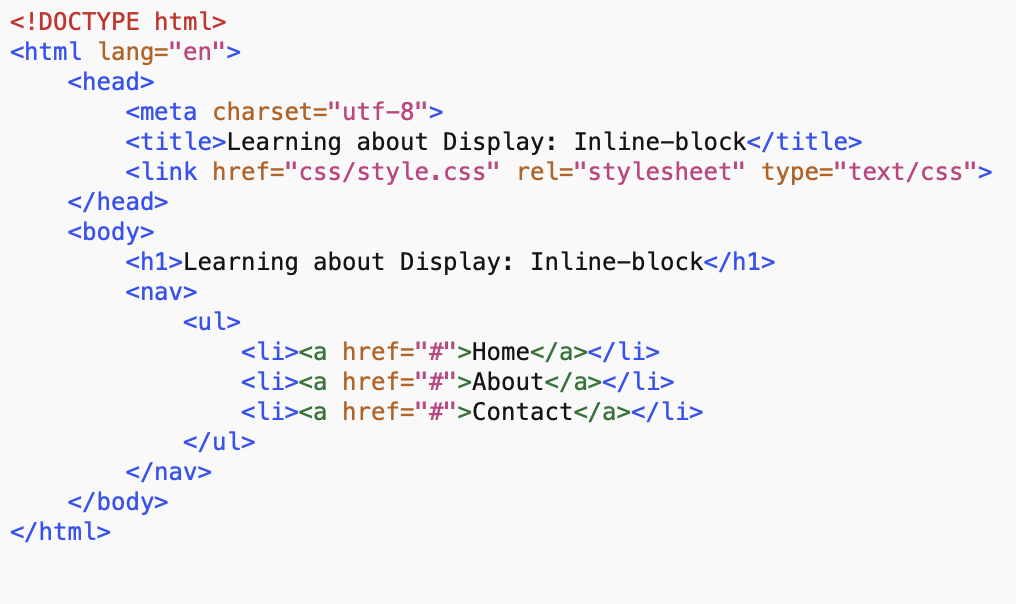 <!DOCTYPE html>
<html lang="en">
    <head>
        <meta charset="utf-8">
        <title>Learning about Display: Inline-block</title>
        <link href="css/style.css" rel="stylesheet" type="text/css">
    </head>
    <body>
        <h1>Learning about Display: Inline-block</h1>
        <nav>
            <ul>
                <li><a href="#">Home</a></li>
                <li><a href="#">About</a></li>
                <li><a href="#">Contact</a></li>
            </ul>
        </nav>
    </body>
</html>